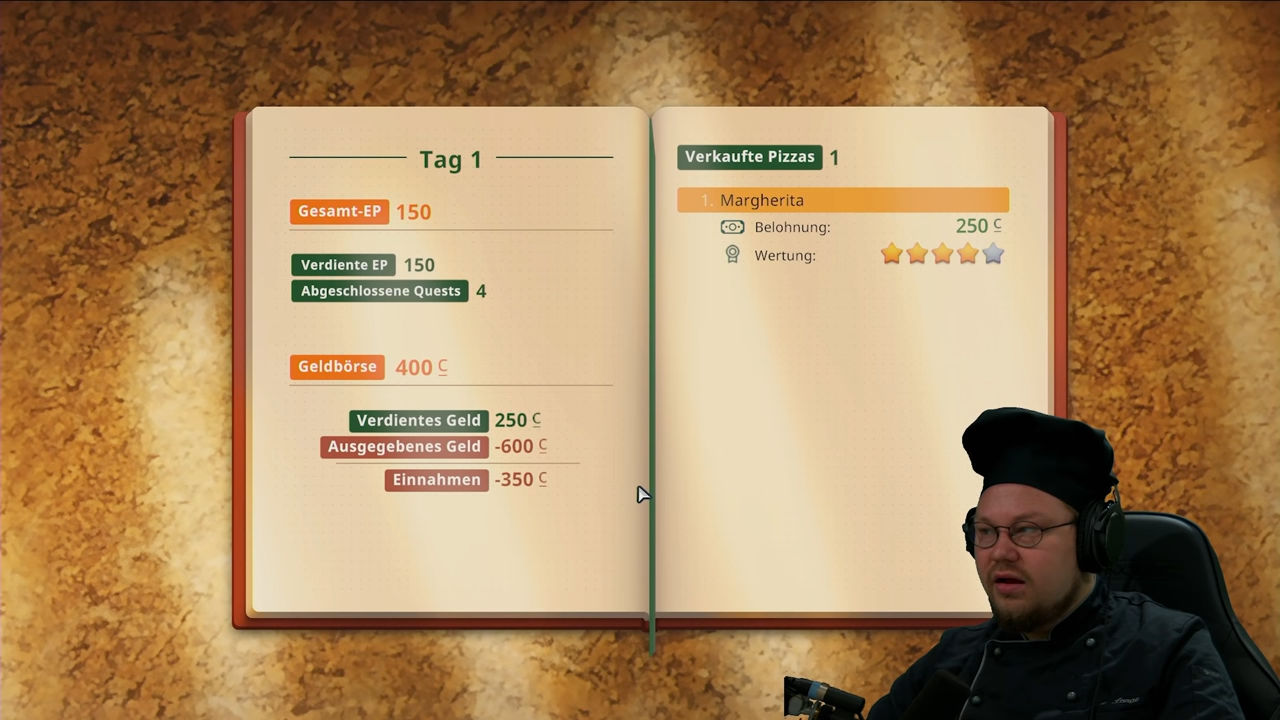 Tag 1
Gesamt-EP 150
Verdiente EP 150
Abgeschlossene Quests 4
Geldbörse 400 C
Verdientes Geld 250 C
Ausgegebenes Geld -600 C
Einnahmen -350 C
Verkaufte Pizzas 1
1. Margherita
Belohnung: 250 C
Wertung: